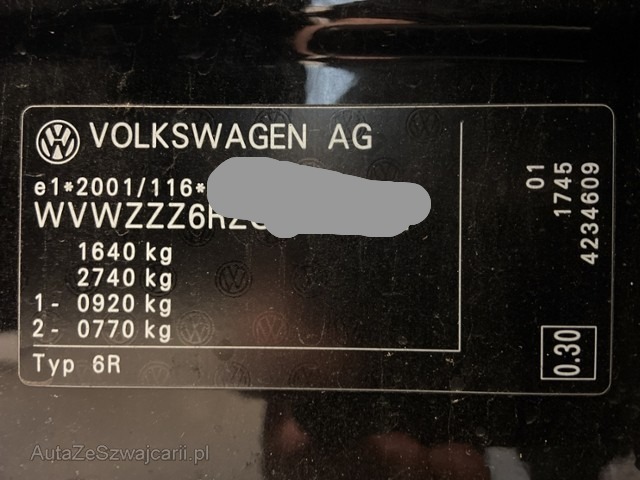 VOLKSWAGEN AG
e1*2001/116*
WVWZZZ6RZ
1640 kg
2740 kg
1- 0920 kg
2- 0770 kg
Typ 6R
01
1745
4234609
0.30
AutaZeSzwajcarii.pl